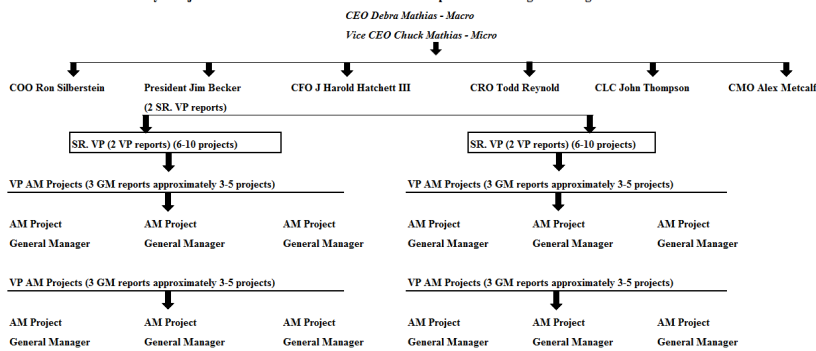 CEO Debra Mathias - Macro
Vice CEO Chuck Mathias - Micro
COO Ron Silberstein President Jim Becker CFO J Harold Hatchett III CRO Todd Reynold CLC John Thompson CMO Alex Metcalf
(2 SR. VP reports)
SR. VP (2 VP reports) (6-10 projects) SR. VP (2 VP reports) (6-10 projects)
VP AM Projects (3 GM reports approximately 3-5 projects) VP AM Projects (3 GM reports approximately 3-5 projects)
AM Project AM Project AM Project AM Project AM Project AM Project
General Manager General Manager General Manager General Manager General Manager General Manager
VP AM Projects (3 GM reports approximately 3-5 projects) VP AM Projects (3 GM reports approximately 3-5 projects)
AM Project AM Project AM Project AM Project AM Project AM Project
General Manager General Manager General Manager General Manager General Manager General Manager